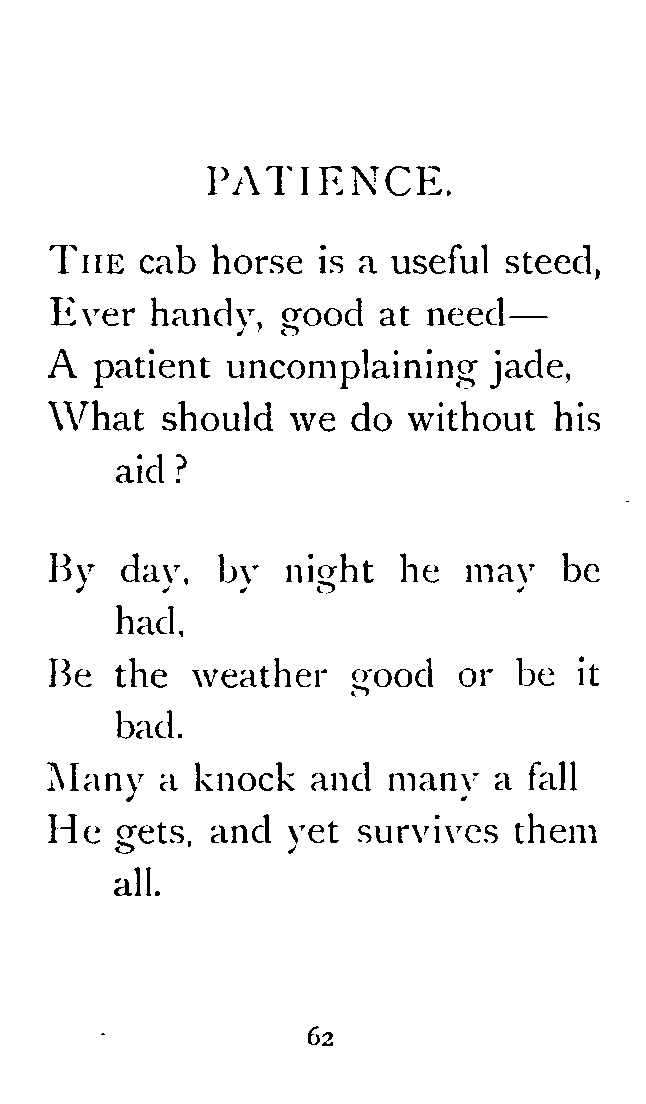 PATIENCE.
THE cab horse is a useful steed,
Ever handy, good at need—
A patient uncomplaining jade,
What should we do without his
aid?
By day, by night he may be
had,
Be the weather good or be it
bad.
Many a knock and many a fall
He gets, and yet survives them
all.
62